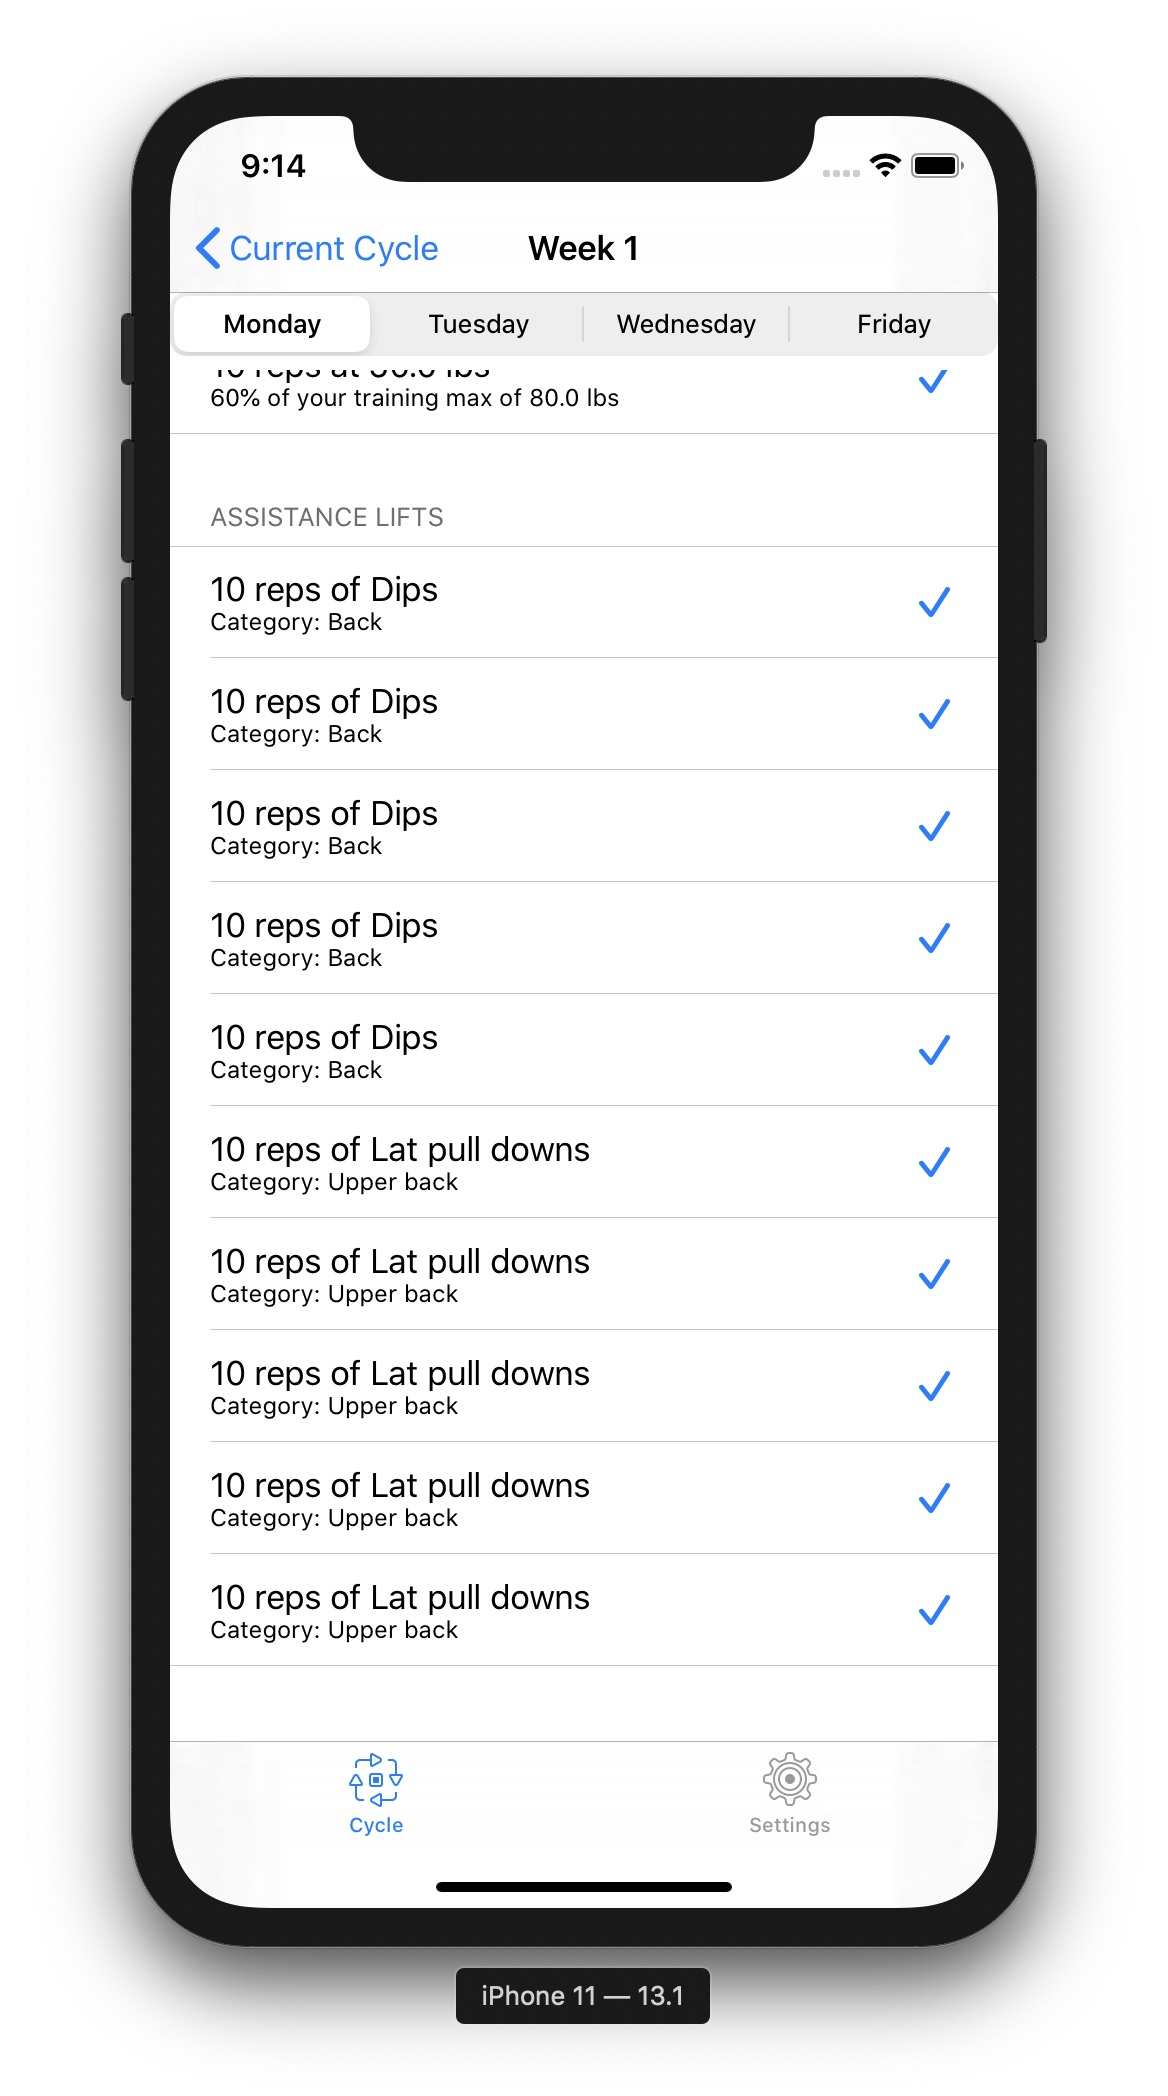 9:14
Current Cycle
Week 1
Monday
Tuesday
Wednesday
Friday
10 reps at
lbs
60% of your training max of 80.0 lbs
ASSISTANCE LIFTS
10 reps of Dips
Category: Back
10 reps of Dips
Category: Back
10 reps of Dips
Category: Back
10 reps of Dips
Category: Back
10 reps of Dips
Category: Back
10 reps of Lat pull downs
Category: Upper back
10 reps of Lat pull downs
Category: Upper back
10 reps of Lat pull downs
Category: Upper back
10 reps of Lat pull downs
Category: Upper back
10 reps of Lat pull downs
Category: Upper back
Cycle
Settings
iPhone 11 — 13.1